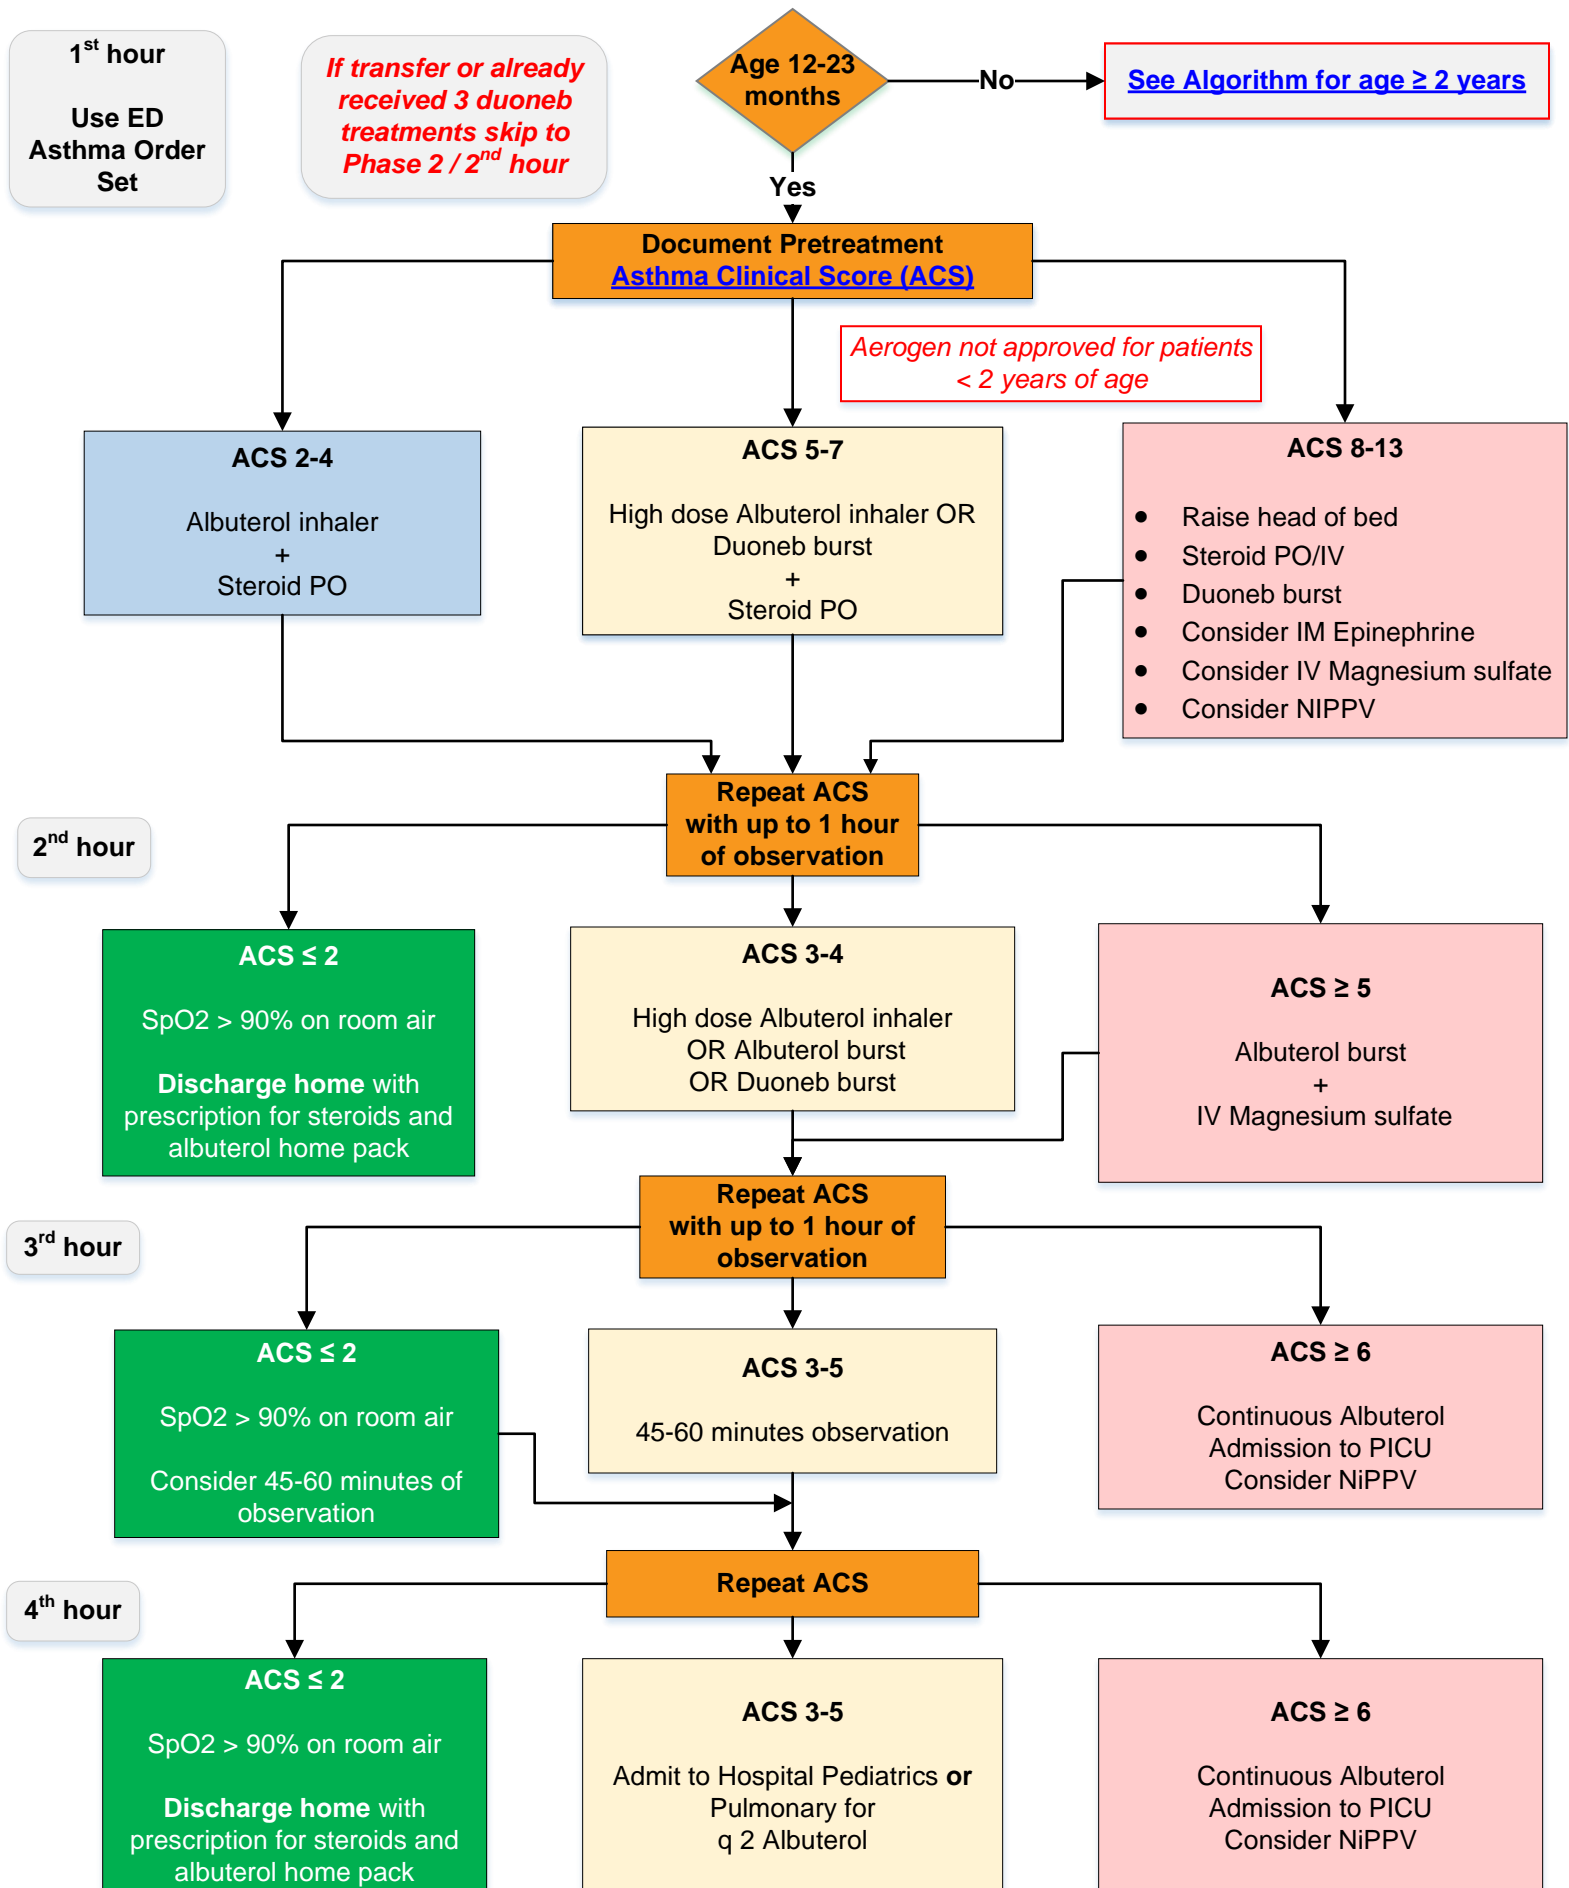 1st hour
Use ED
Asthma Order
Set
If transfer or already
received 3 duoneb
treatments skip to
Phase 2 / 2nd hour
Age 12-23
months
No
See Algorithm for age ≥ 2 years
Yes
Document Pretreatment
Asthma Clinical Score (ACS)
Aerogen not approved for patients
< 2 years of age
ACS 2-4
Albuterol inhaler
+
Steroid PO
ACS 5-7
High dose Albuterol inhaler OR
Duoneb burst
+
Steroid PO
ACS 8-13
● Raise head of bed
● Steroid PO/IV
● Duoneb burst
● Consider IM Epinephrine
● Consider IV Magnesium sulfate
● Consider NIPPV
Repeat ACS
with up to 1 hour
of observation
2nd hour
ACS ≤ 2
SpO2 > 90% on room air
Discharge home with
prescription for steroids and
albuterol home pack
ACS 3-4
High dose Albuterol inhaler
OR Albuterol burst
OR Duoneb burst
ACS ≥ 5
Albuterol burst
+
IV Magnesium sulfate
Repeat ACS
with up to 1 hour of
observation
3rd hour
ACS ≤ 2
SpO2 > 90% on room air
Consider 45-60 minutes of
observation
ACS 3-5
45-60 minutes observation
ACS ≥ 6
Continuous Albuterol
Admission to PICU
Consider NiPPV
Repeat ACS
4th hour
ACS ≤ 2
SpO2 > 90% on room air
Discharge home with
prescription for steroids and
albuterol home pack
ACS 3-5
Admit to Hospital Pediatrics or
Pulmonary for
q 2 Albuterol
ACS ≥ 6
Continuous Albuterol
Admission to PICU
Consider NiPPV